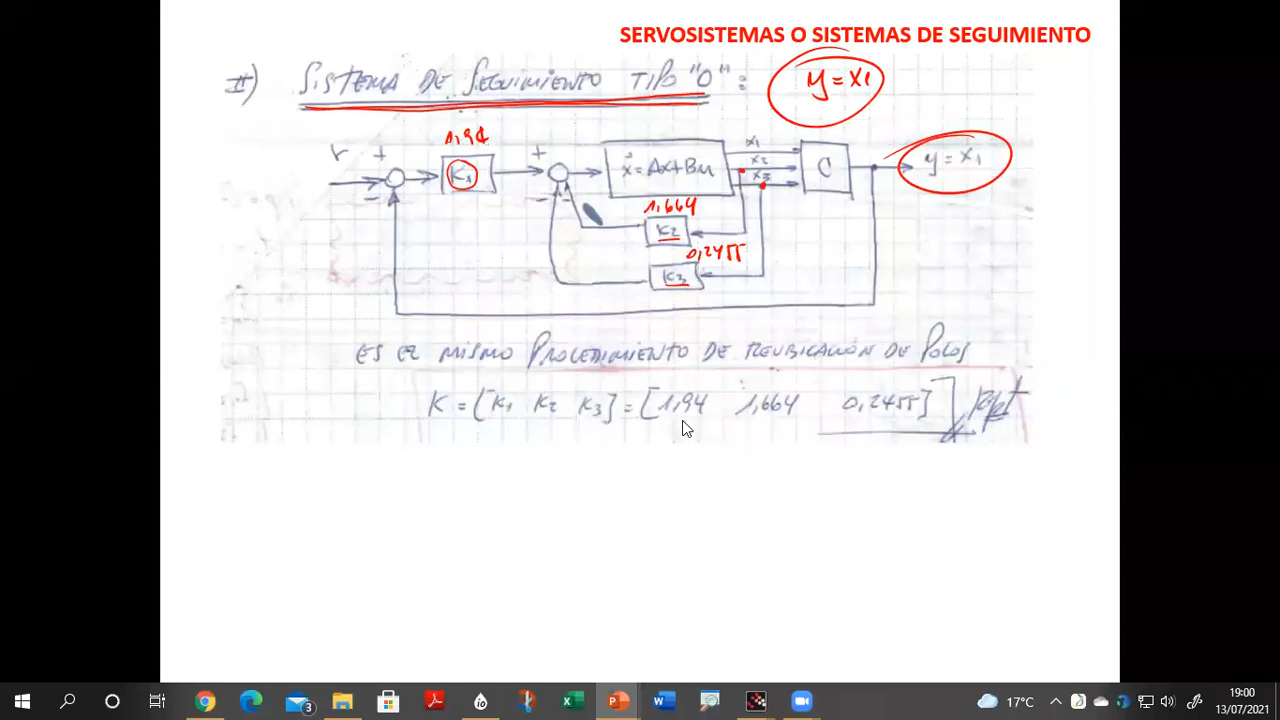 SERVOSISTEMAS O SISTEMAS DE SEGUIMIENTO
II) SISTEMA DE SEGUIMIENTO TIPO "0": y = x1
1,94
r + K1 + ẋ = Ax + Bu x1 x2 x3 C y = x1
- - -
1,664
K2
0,2455
K3
ES EL MISMO PROCEDIMIENTO DE REUBICACIÓN DE POLOS
K = [K1 K2 K3] = [1,94 1,664 0,2455]
3
17°C
19:00
13/07/2021